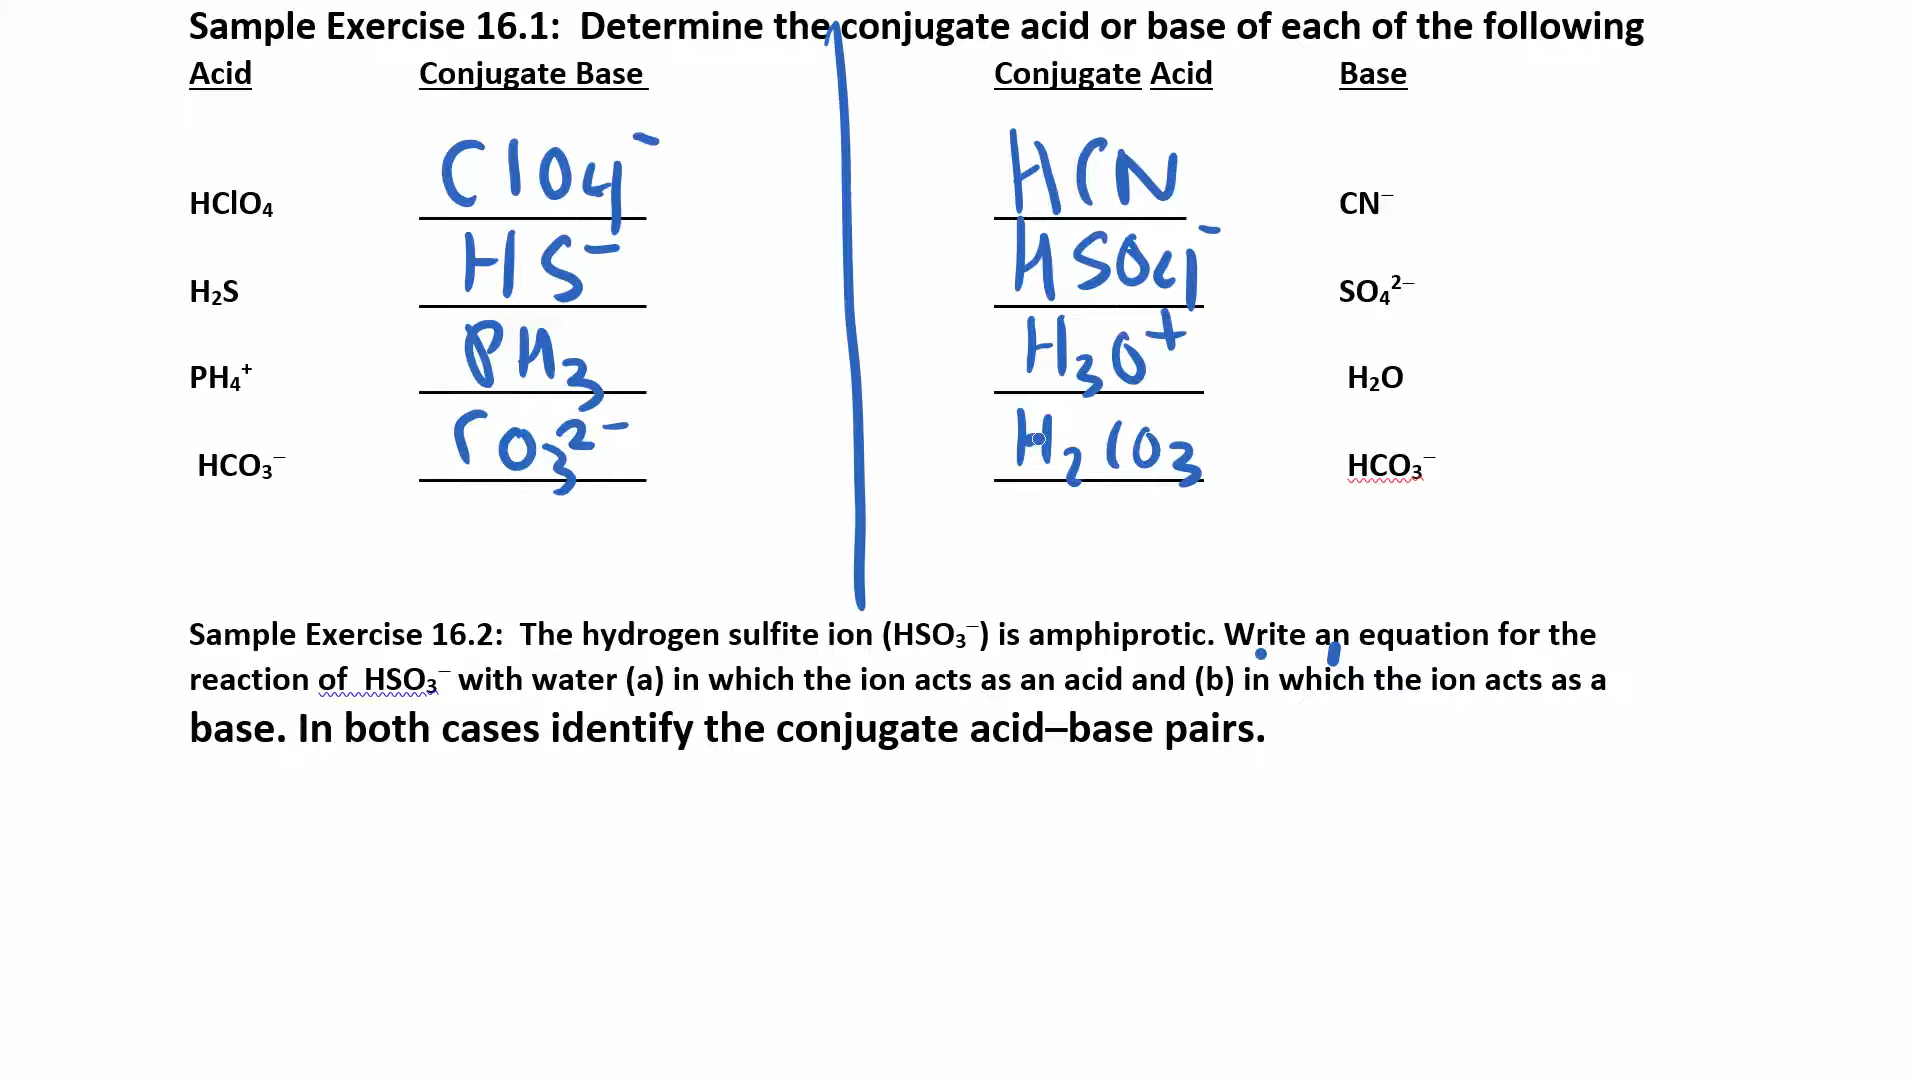 Sample Exercise 16.1: Determine the conjugate acid or base of each of the following
Acid Conjugate Base Conjugate Acid Base
HClO₄ ClO₄⁻ HCN CN⁻
H₂S HS⁻ HSO₄⁻ SO₄²⁻
PH₄⁺ PH₃ H₃O⁺ H₂O
HCO₃⁻ CO₃²⁻ H₂CO₃ HCO₃⁻
Sample Exercise 16.2: The hydrogen sulfite ion (HSO₃⁻) is amphiprotic. Write an equation for the
reaction of HSO₃⁻ with water (a) in which the ion acts as an acid and (b) in which the ion acts as a
base. In both cases identify the conjugate acid–base pairs.